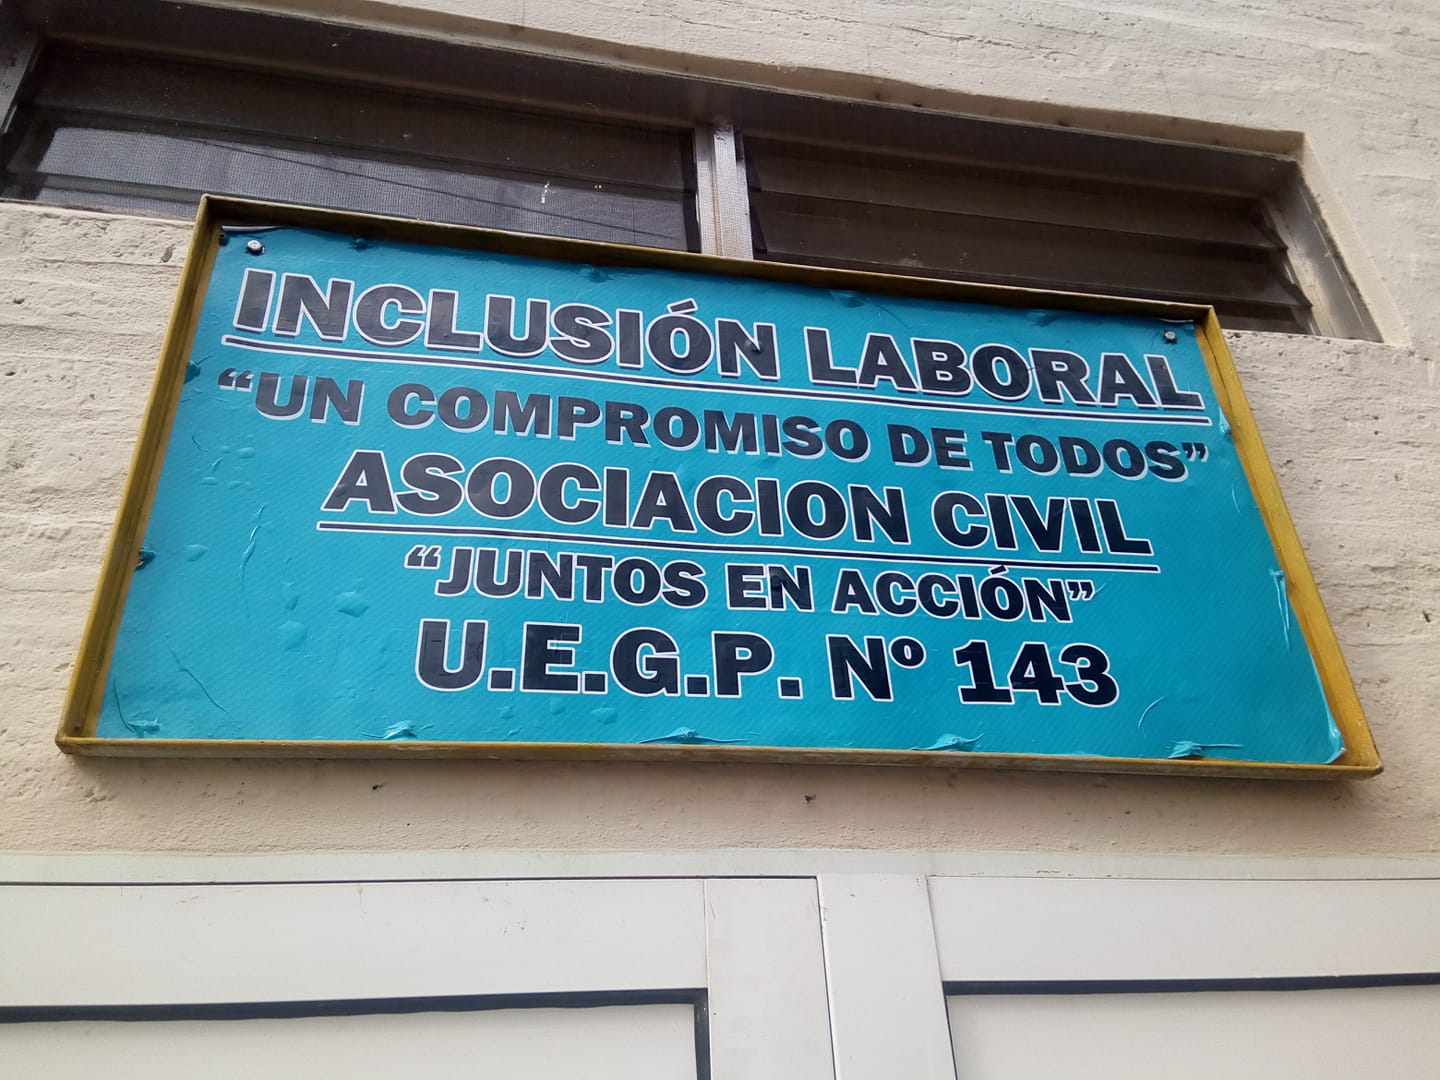 INCLUSIÓN LABORAL
“UN COMPROMISO DE TODOS”
ASOCIACION CIVIL
“JUNTOS EN ACCIÓN”
U.E.G.P. Nº 143